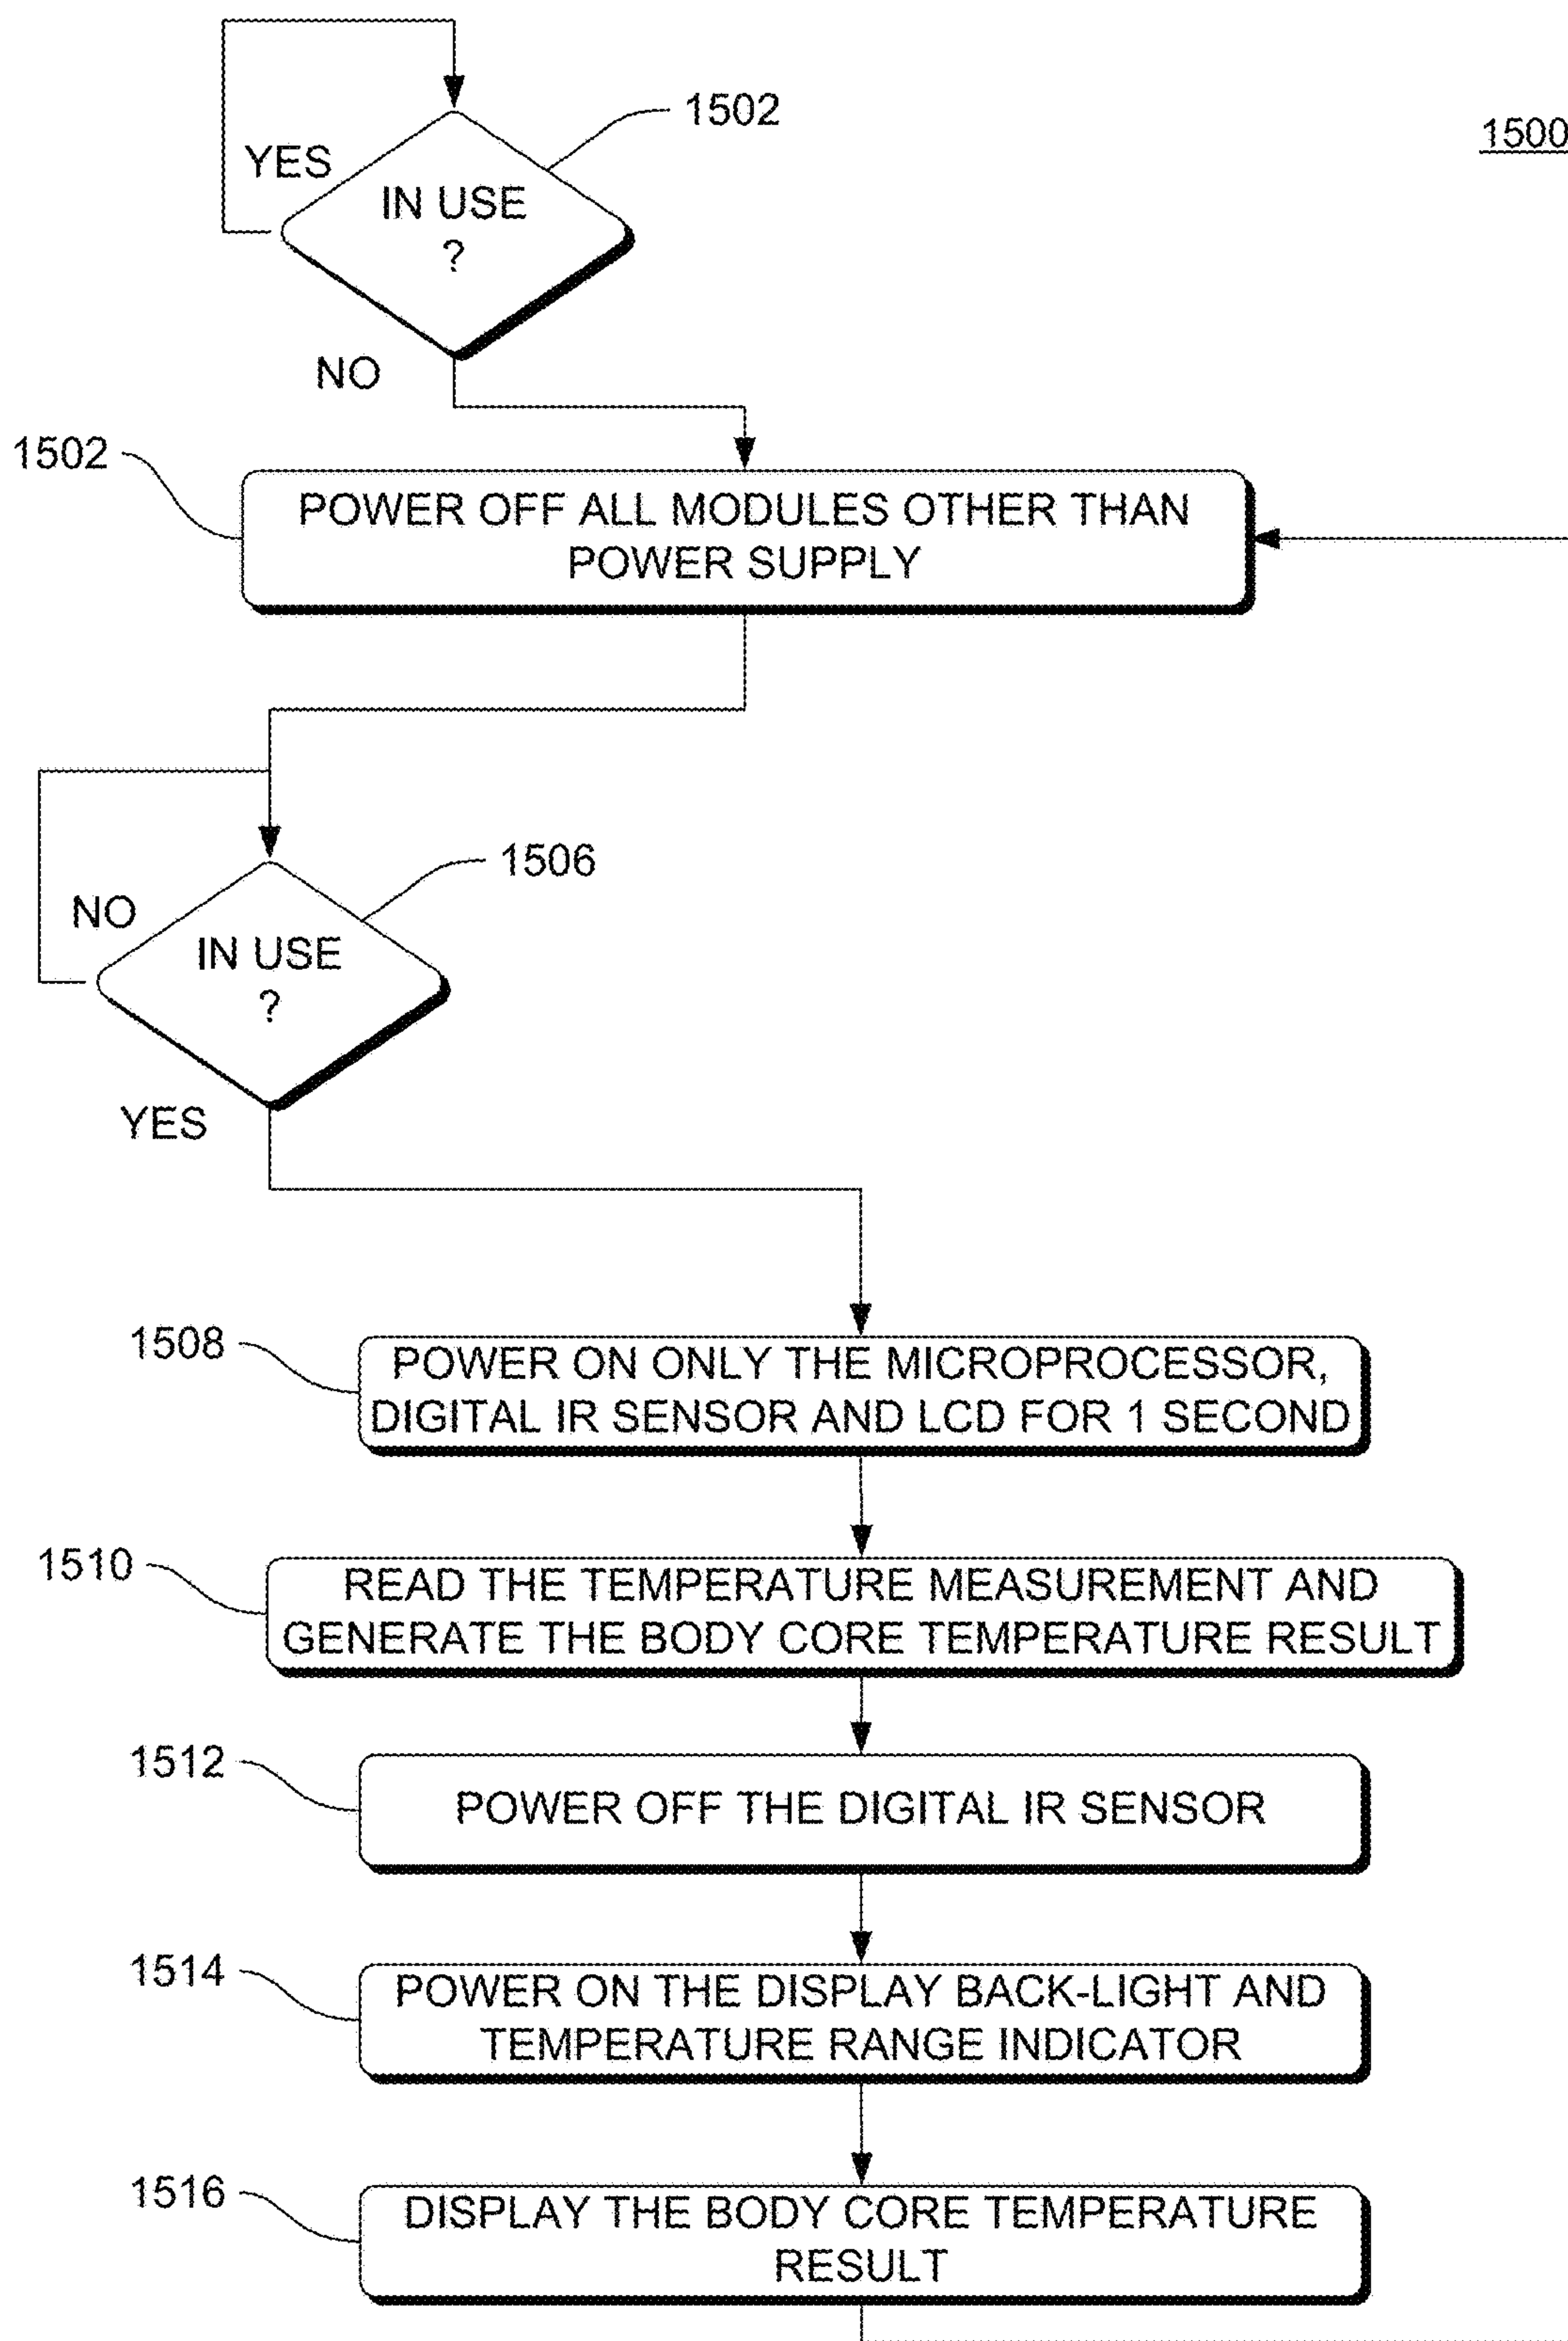 1500
1502
YES
IN USE
?
NO
1502
POWER OFF ALL MODULES OTHER THAN
POWER SUPPLY
1506
NO
IN USE
?
YES
1508
POWER ON ONLY THE MICROPROCESSOR,
DIGITAL IR SENSOR AND LCD FOR 1 SECOND
1510
READ THE TEMPERATURE MEASUREMENT AND
GENERATE THE BODY CORE TEMPERATURE RESULT
1512
POWER OFF THE DIGITAL IR SENSOR
1514
POWER ON THE DISPLAY BACK-LIGHT AND
TEMPERATURE RANGE INDICATOR
1516
DISPLAY THE BODY CORE TEMPERATURE
RESULT